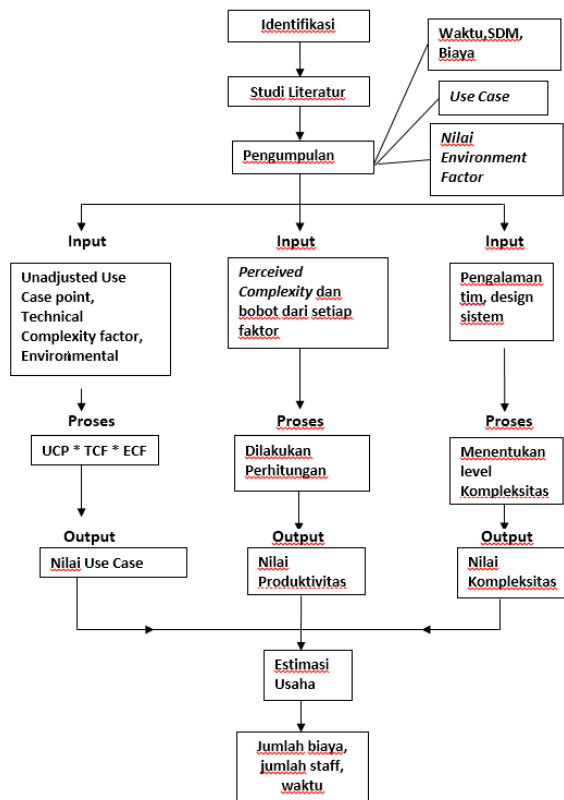 Identifikasi
Waktu,SDM,
Biaya
Studi Literatur
Use Case
Pengumpulan
Nilai
Environment
Factor
Input
Unadjusted Use
Case point,
Technical
Complexity factor,
Environmental
Proses
UCP * TCF * ECF
Output
Nilai Use Case
Input
Perceived
Complexity dan
bobot dari setiap
faktor
Proses
Dilakukan
Perhitungan
Output
Nilai
Produktivitas
Input
Pengalaman
tim, design
sistem
Proses
Menentukan
level
Kompleksitas
Output
Nilai
Kompleksitas
Estimasi
Usaha
Jumlah biaya,
jumlah staff,
waktu